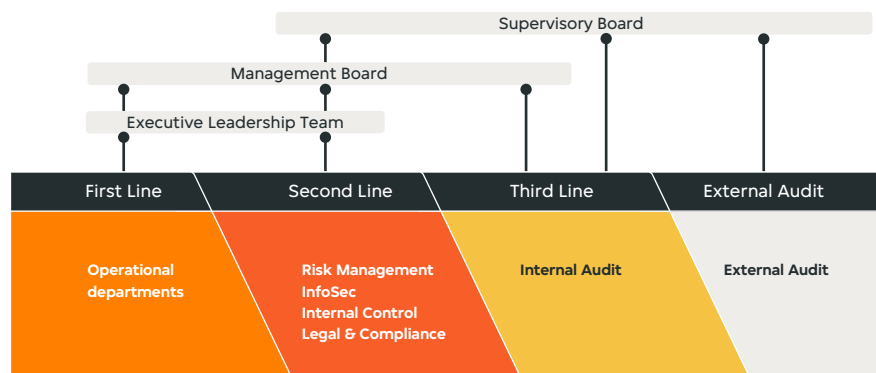 Supervisory Board
Management Board
Executive Leadership Team
First Line
Second Line
Third Line
External Audit
Operational
departments
Risk Management
InfoSec
Internal Control
Legal & Compliance
Internal Audit
External Audit